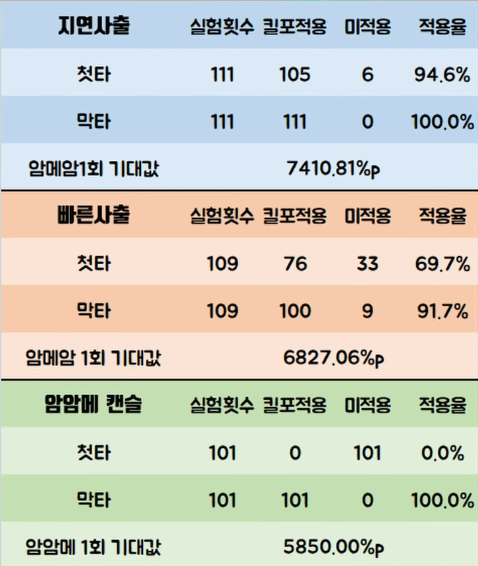 지연사출 실험횟수 킬포적용 미적용 적용율
첫타 111 105 6 94.6%
막타 111 111 0 100.0%
암메암1회 기대값 7410.81%p
빠른사출 실험횟수 킬포적용 미적용 적용율
첫타 109 76 33 69.7%
막타 109 100 9 91.7%
암메암 1회 기대값 6827.06%p
암암메 캔슬 실험횟수 킬포적용 미적용 적용율
첫타 101 0 101 0.0%
막타 101 101 0 100.0%
암암메 1회 기대값 5850.00%p